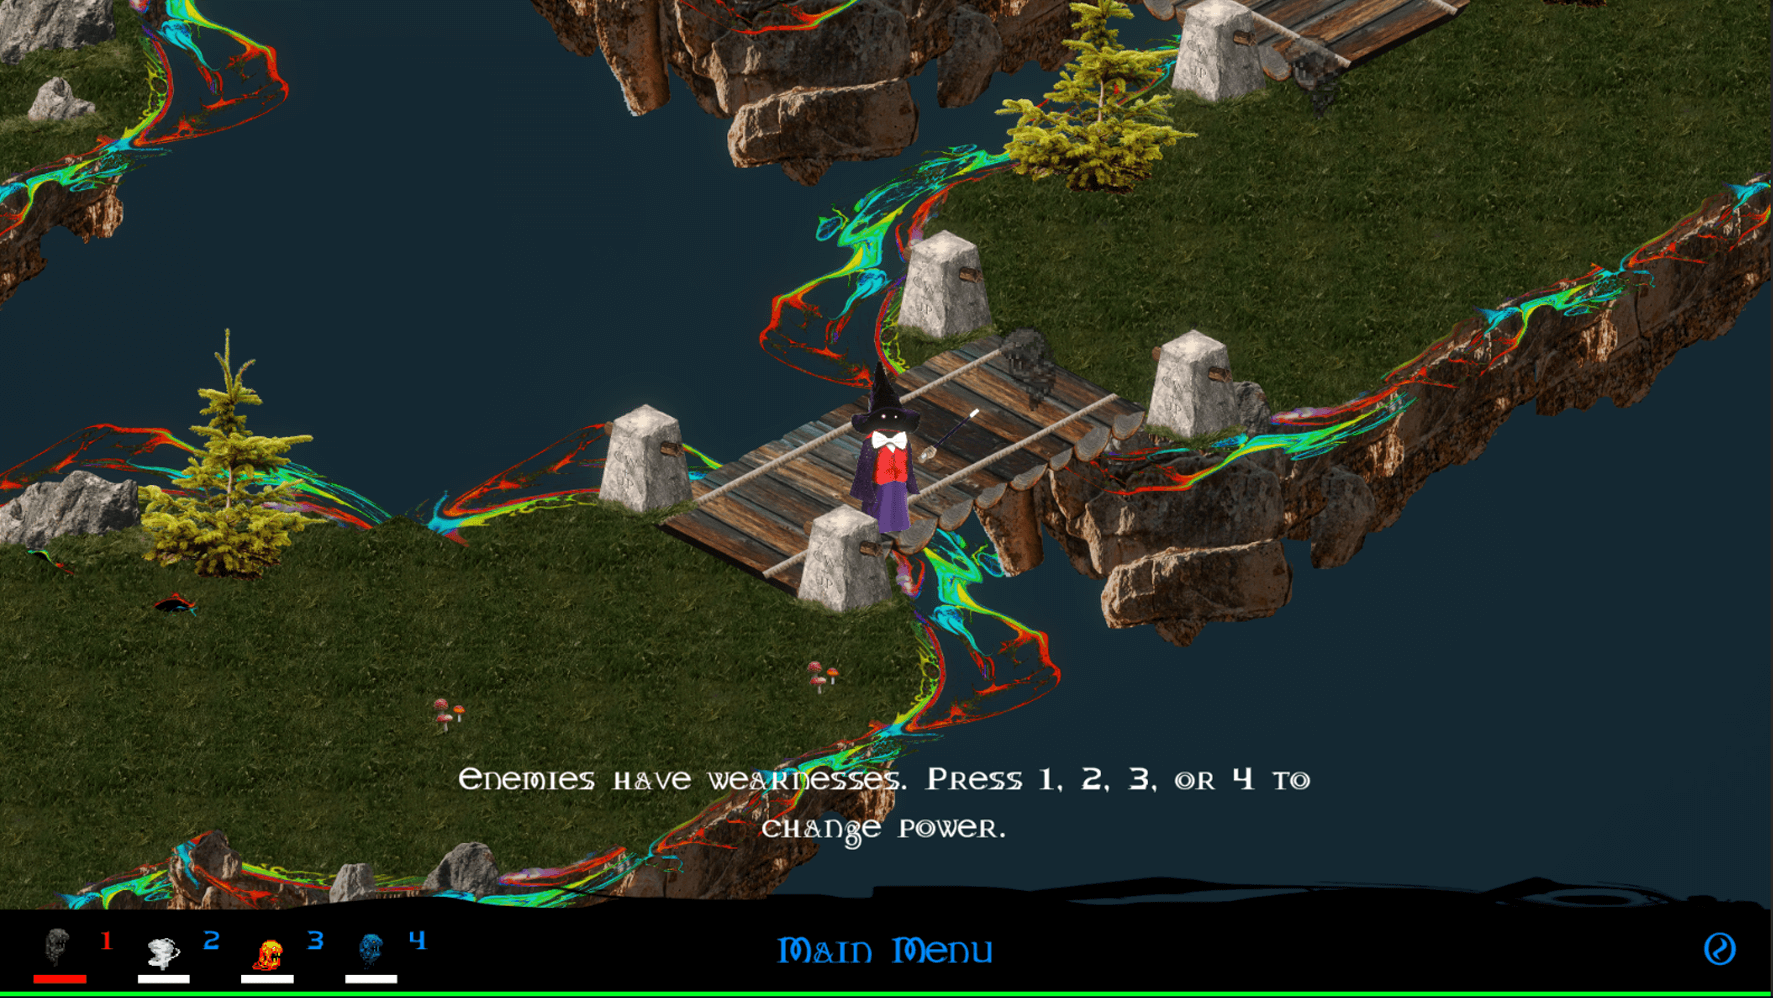 Enemies have weaknesses. Press 1, 2, 3, or 4 to
change power.
1 2 3 4 Main Menu